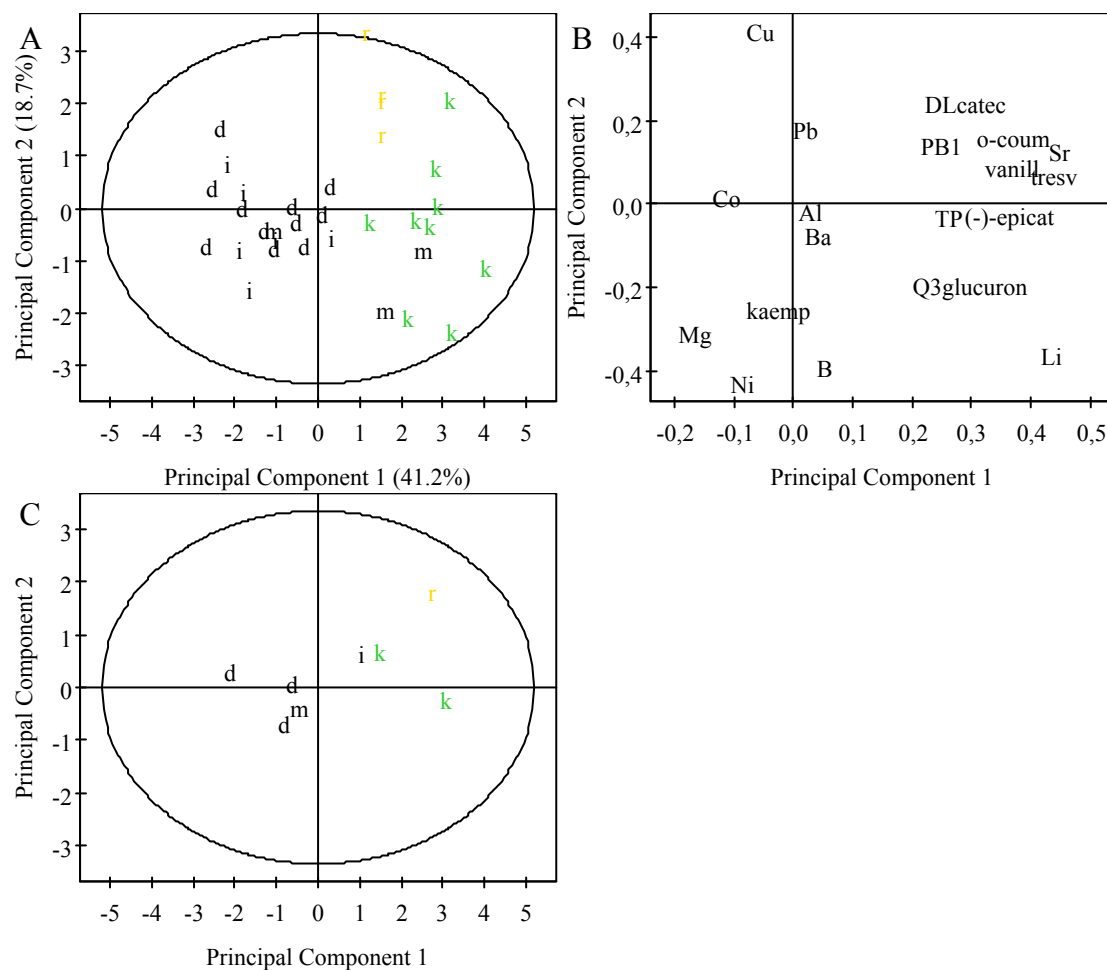 A
Principal Component 2 (18.7%)
3
2
1
0
-1
-2
-3
r
r
r
r
k
d
i
k
d
i
d
d
d
k
d
d
k
k
k
d
m
d
i
d
i
d
d
i
m
k
i
m
k
k
-5 -4 -3 -2 -1 0 1 2 3 4 5
Principal Component 1 (41.2%)
B
Principal Component 2
0,4
0,2
0,0
-0,2
-0,4
Cu
DLcatec
Pb
o-coum
PB1
Sr
vanill
tresv
Co
Al
TP
(-)-epicat
Ba
Q3glucuron
kaemp
Mg
Li
B
Ni
-0,2 -0,1 0,0 0,1 0,2 0,3 0,4 0,5
Principal Component 1
C
Principal Component 2
3
2
1
0
-1
-2
-3
r
i
k
d
d
k
m
d
-5 -4 -3 -2 -1 0 1 2 3 4 5
Principal Component 1